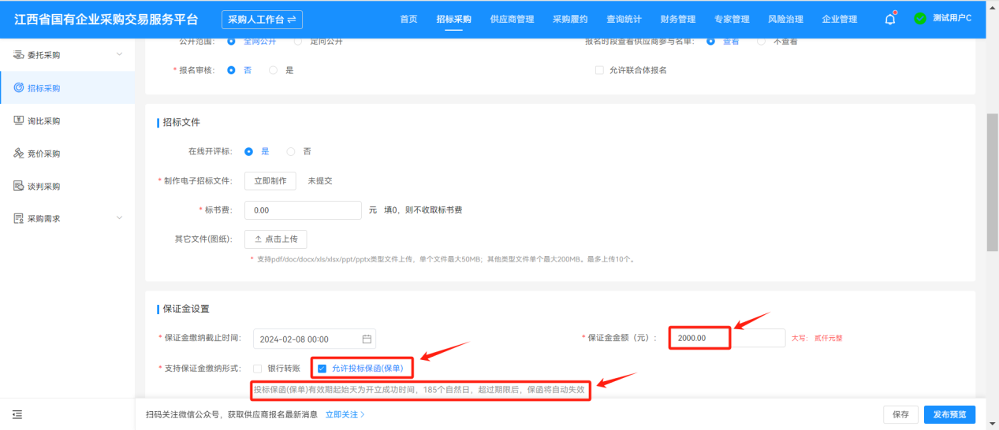 江西省国有企业采购交易服务平台 采购人工作台 首页 招标采购 供应商管理 采购履约 查询统计 财务管理 专家管理 风险治理 企业管理 测试用户C
委托采购
招标采购
询比采购
竞价采购
谈判采购
采购需求
公开范围: 全网公开 定向公开 报名时段查看供应商参与名单: 查看 不查看
* 报名审核: 否 是 允许联合体报名
招标文件
在线开评标: 是 否
* 制作电子招标文件: 立即制作 未提交
* 标书费: 0.00 元 填0，则不收取标书费
其它文件(图纸): 点击上传
* 支持pdf/doc/docx/xls/xlsx/ppt/pptx类型文件上传，单个文件最大50MB；其他类型文件单个最大200MB。最多上传10个。
保证金设置
* 保证金缴纳截止时间: 2024-02-08 00:00 * 保证金金额（元）: 2000.00 大写: 贰仟元整
* 支持保证金缴纳形式: 银行转账 允许投标保函(保单)
投标保函(保单)有效期起始天为开立成功时间，185个自然日，超过期限后，保函将自动失效
扫码关注微信公众号，获取供应商报名最新消息 立即关注 保存 发布预览